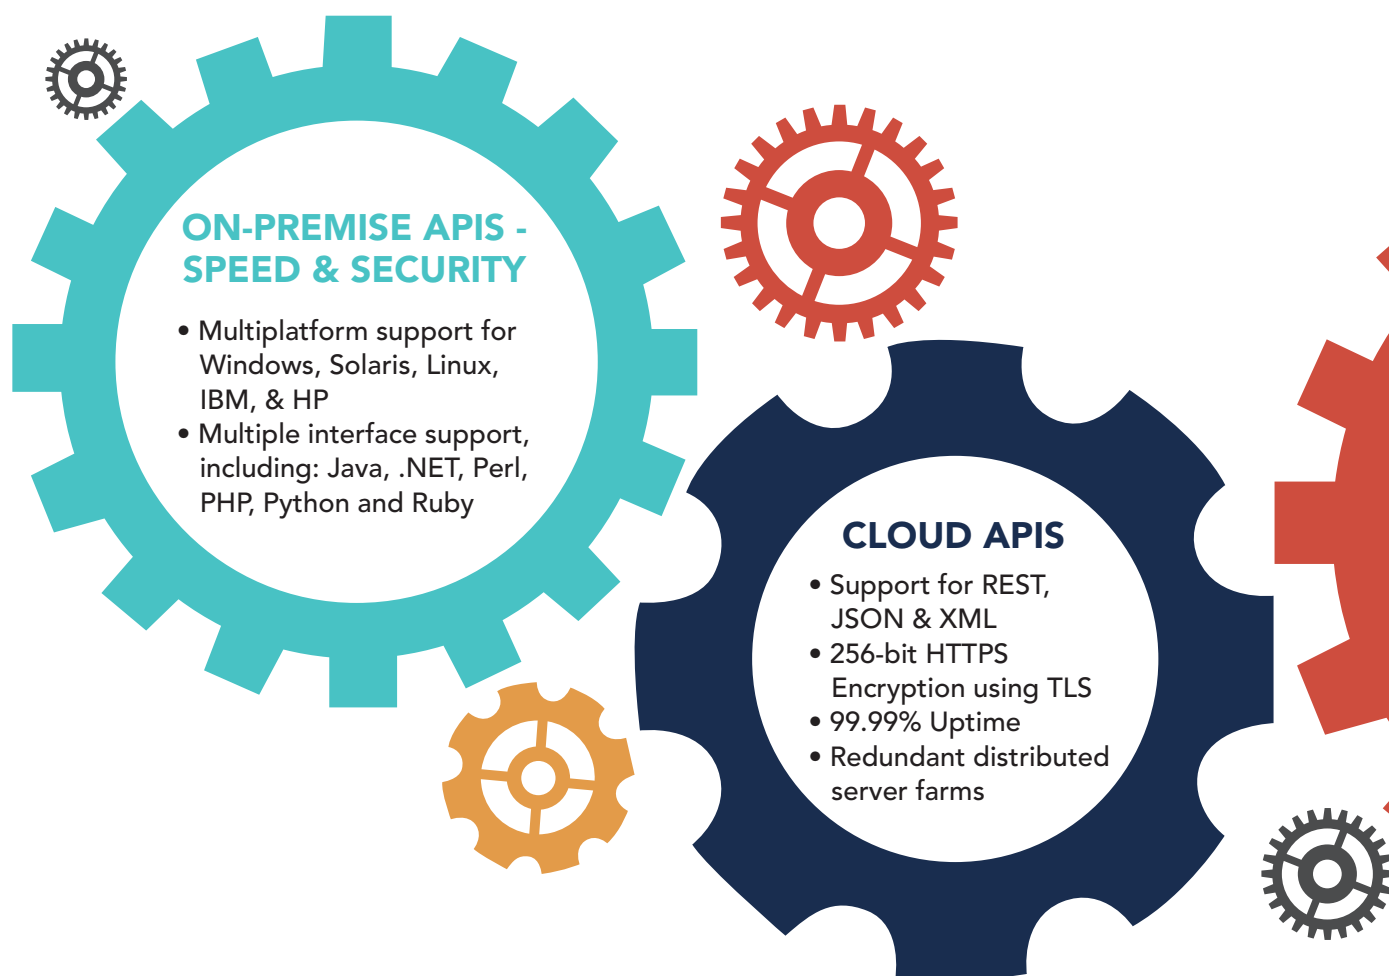 ON-PREMISE APIS -
SPEED & SECURITY
• Multiplatform support for
Windows, Solaris, Linux,
IBM, & HP
• Multiple interface support,
including: Java, .NET, Perl,
PHP, Python and Ruby
CLOUD APIS
• Support for REST,
JSON & XML
• 256-bit HTTPS
Encryption using TLS
• 99.99% Uptime
• Redundant distributed
server farms